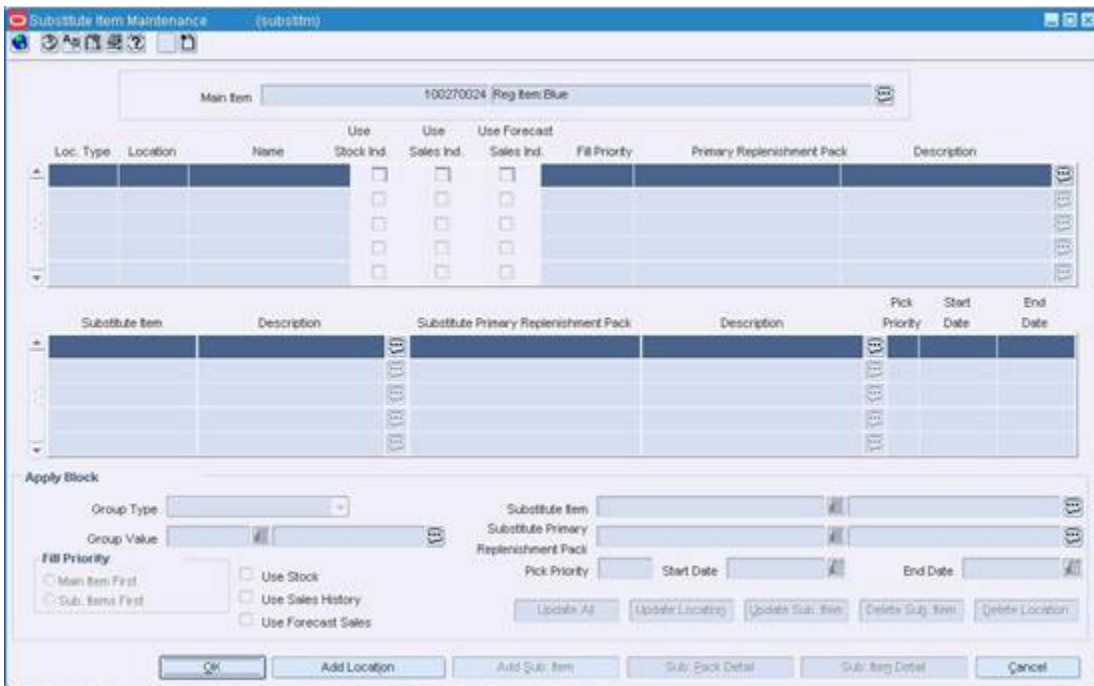 Substitute Item Maintenance (substitm)
Main Item 100270024 Reg Item:Blue
Use Use Use Forecast
Loc. Type Location Name Stock Ind. Sales Ind. Sales Ind. Fill Priority Primary Replenishment Pack Description
Pick Start End
Substitute Item Description Substitute Primary Replenishment Pack Description Priority Date Date
Apply Block
Group Type Substitute Item
Group Value Substitute Primary
Replenishment Pack
Fill Priority
Pick Priority Start Date End Date
Main Item First Use Stock
Sub. Items First Use Sales History
Use Forecast Sales
Update All Update Location Update Sub. Item Delete Sub. Item Delete Location
OK Add Location Add Sub. Item Sub. Pack Detail Sub. Item Detail Cancel